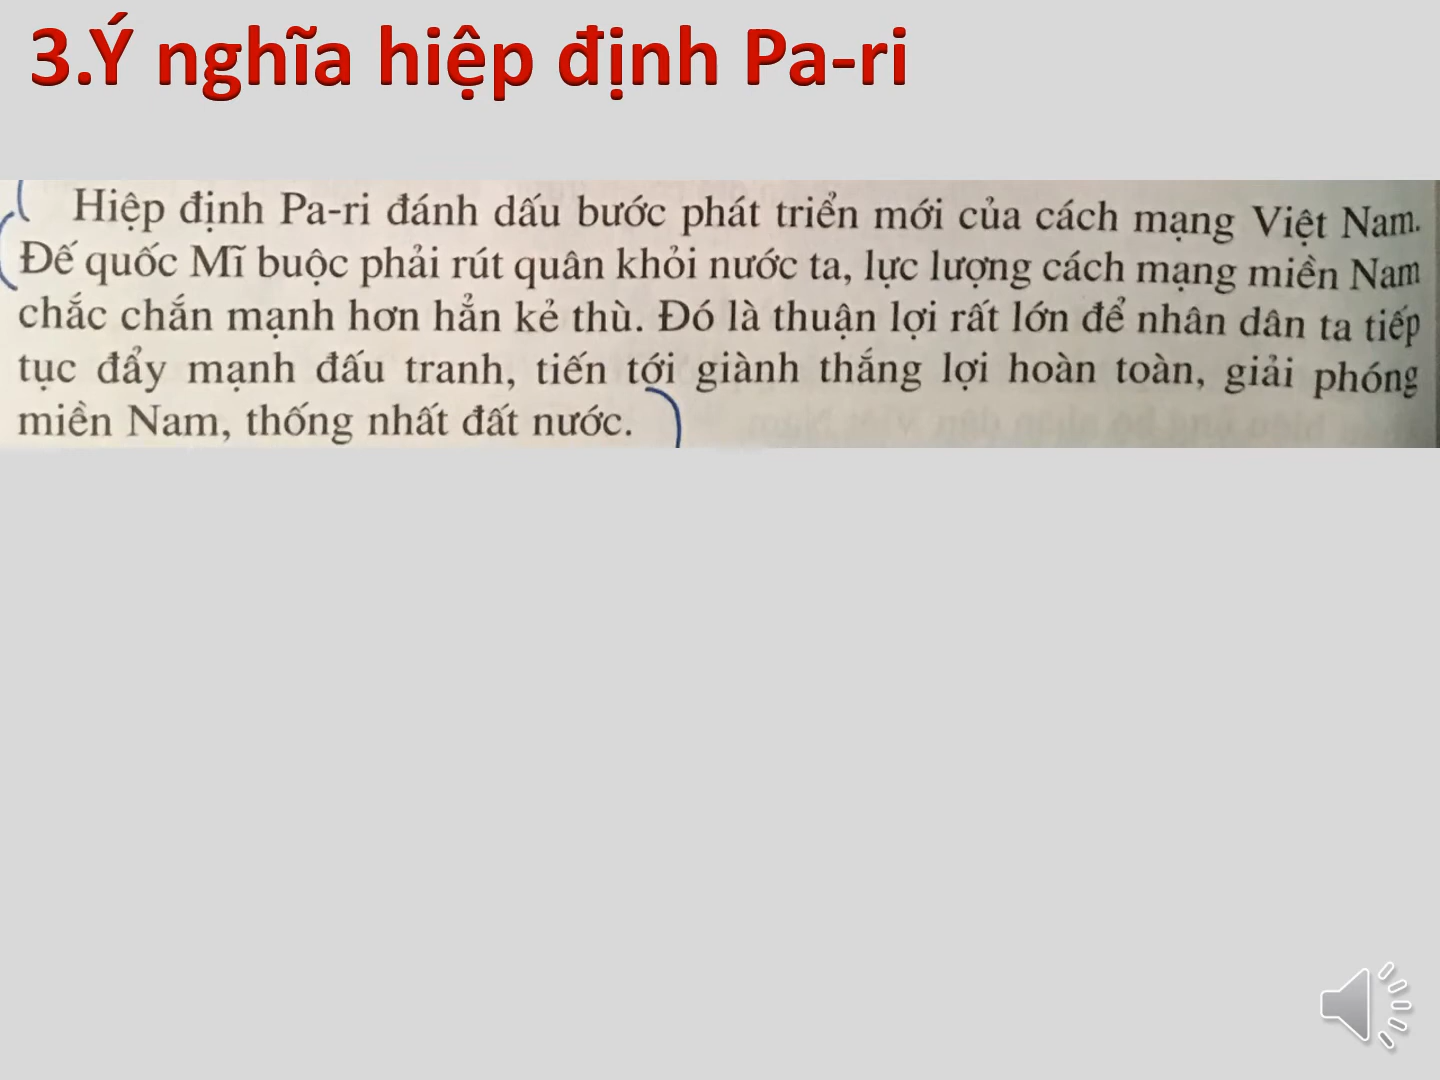 3.Ý nghĩa hiệp định Pa-ri
Hiệp định Pa-ri đánh dấu bước phát triển mới của cách mạng Việt Nam.
Đế quốc Mĩ buộc phải rút quân khỏi nước ta, lực lượng cách mạng miền Nam
chắc chắn mạnh hơn hẳn kẻ thù. Đó là thuận lợi rất lớn để nhân dân ta tiếp
tục đẩy mạnh đấu tranh, tiến tới giành thắng lợi hoàn toàn, giải phóng
miền Nam, thống nhất đất nước.